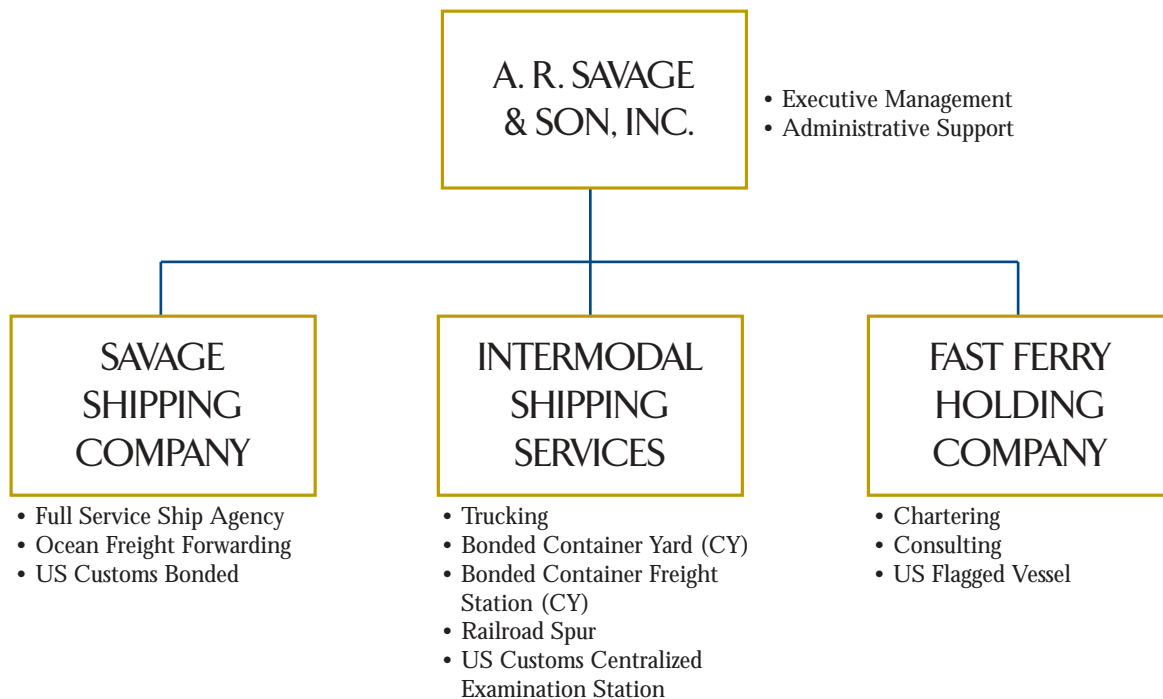 A. R. SAVAGE
& SON, INC.
• Executive Management
• Administrative Support
SAVAGE
SHIPPING
COMPANY
• Full Service Ship Agency
• Ocean Freight Forwarding
• US Customs Bonded
INTERMODAL
SHIPPING
SERVICES
• Trucking
• Bonded Container Yard (CY)
• Bonded Container Freight
Station (CY)
• Railroad Spur
• US Customs Centralized
Examination Station
FAST FERRY
HOLDING
COMPANY
• Chartering
• Consulting
• US Flagged Vessel